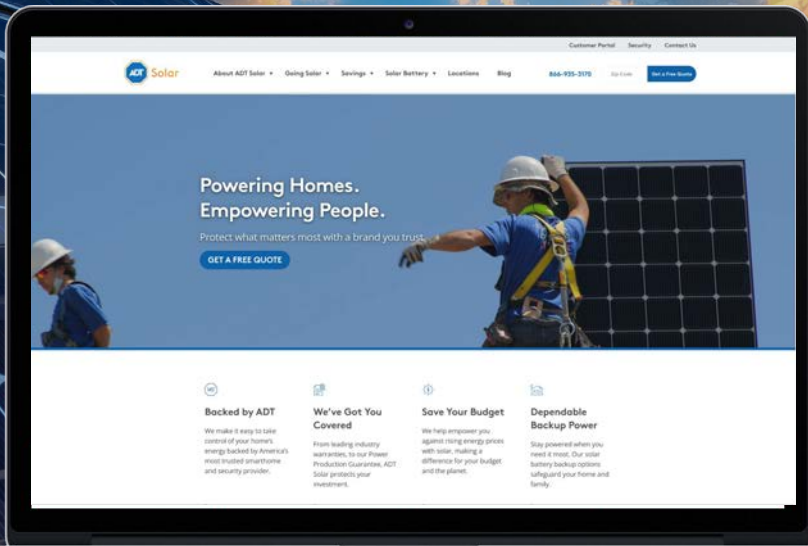 Customer Portal Security Contact Us
ADT Solar About ADT Solar Going Solar Savings Solar Battery Locations Blog 866-935-3170 Zip Code Get a Free Quote
Powering Homes.
Empowering People.
Protect what matters most with a brand you trust.
GET A FREE QUOTE
Backed by ADT
We make it easy to take
control of your home's
energy backed by America's
most trusted smarthome
and security provider.
We've Got You
Covered
From leading industry
warranties, to our Power
Production Guarantee, ADT
Solar protects your
investment.
Save Your Budget
We help empower you
against rising energy prices
with solar, making a
difference for your budget
and the planet.
Dependable
Backup Power
Stay powered when you
need it most. Our solar
battery backup options
safeguard your home and
family.